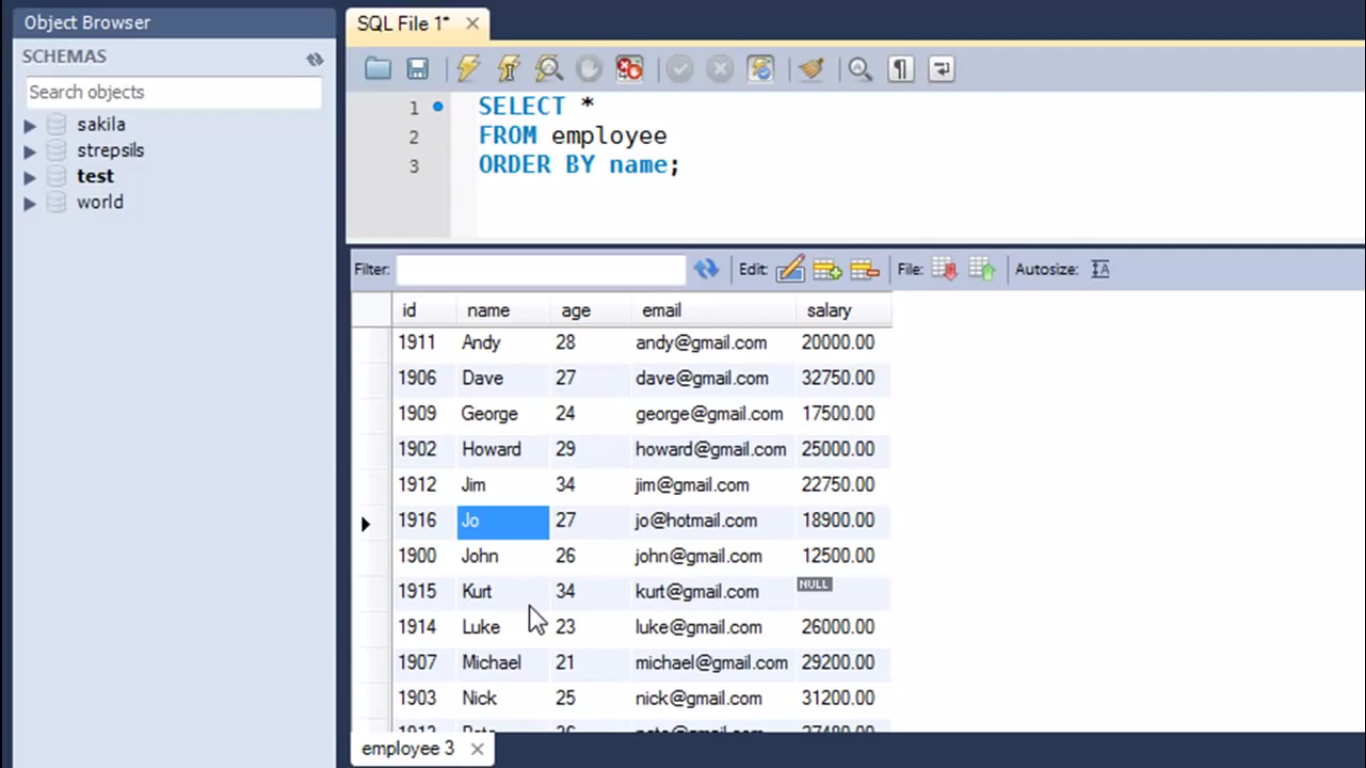 Object Browser
SCHEMAS
Search objects
sakila
strepsils
test
world
SQL File 1*
1 SELECT *
2 FROM employee
3 ORDER BY name;
Filter: Edit: File: Autosize:
id name age email salary
1911 Andy 28 andy@gmail.com 20000.00
1906 Dave 27 dave@gmail.com 32750.00
1909 George 24 george@gmail.com 17500.00
1902 Howard 29 howard@gmail.com 25000.00
1912 Jim 34 jim@gmail.com 22750.00
1916 Jo 27 jo@hotmail.com 18900.00
1900 John 26 john@gmail.com 12500.00
1915 Kurt 34 kurt@gmail.com NULL
1914 Luke 23 luke@gmail.com 26000.00
1907 Michael 21 michael@gmail.com 29200.00
1903 Nick 25 nick@gmail.com 31200.00
employee 3